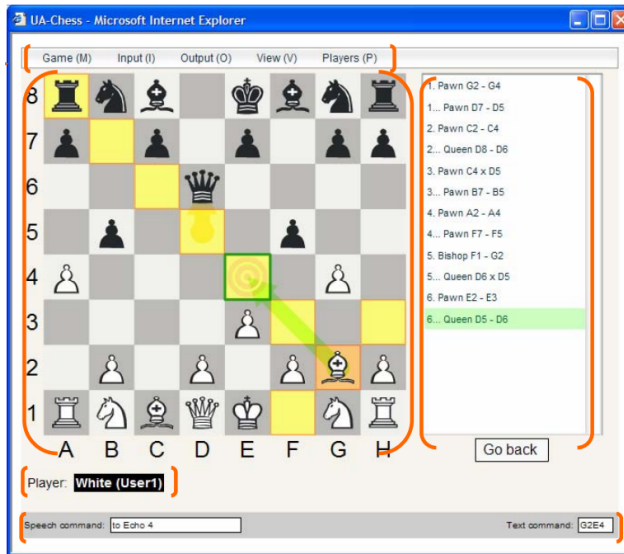 UA-Chess - Microsoft Internet Explorer
Game (M) Input (I) Output (O) View (V) Players (P)
8
7
6
5
4
3
2
1
A B C D E F G H
1. Pawn G2 - G4
1... Pawn D7 - D5
2. Pawn C2 - C4
2... Queen D8 - D6
3. Pawn C4 x D5
3... Pawn B7 - B5
4. Pawn A2 - A4
4... Pawn F7 - F5
5. Bishop F1 - G2
5... Queen D6 x D5
6. Pawn E2 - E3
6... Queen D5 - D6
Go back
Player: White (User1)
Speech command: to Echo 4
Text command: G2E4